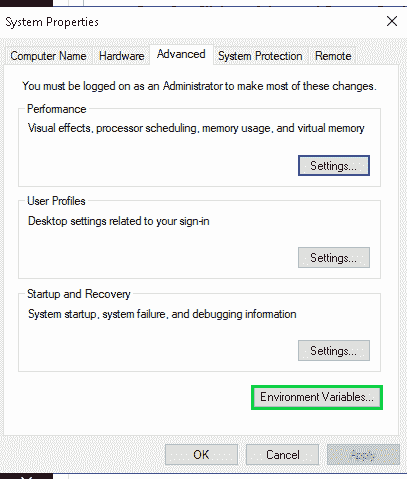 System Properties
Computer Name Hardware Advanced System Protection Remote
You must be logged on as an Administrator to make most of these changes.
Performance
Visual effects, processor scheduling, memory usage, and virtual memory
Settings...
User Profiles
Desktop settings related to your sign-in
Settings...
Startup and Recovery
System startup, system failure, and debugging information
Settings...
Environment Variables...
OK Cancel Apply